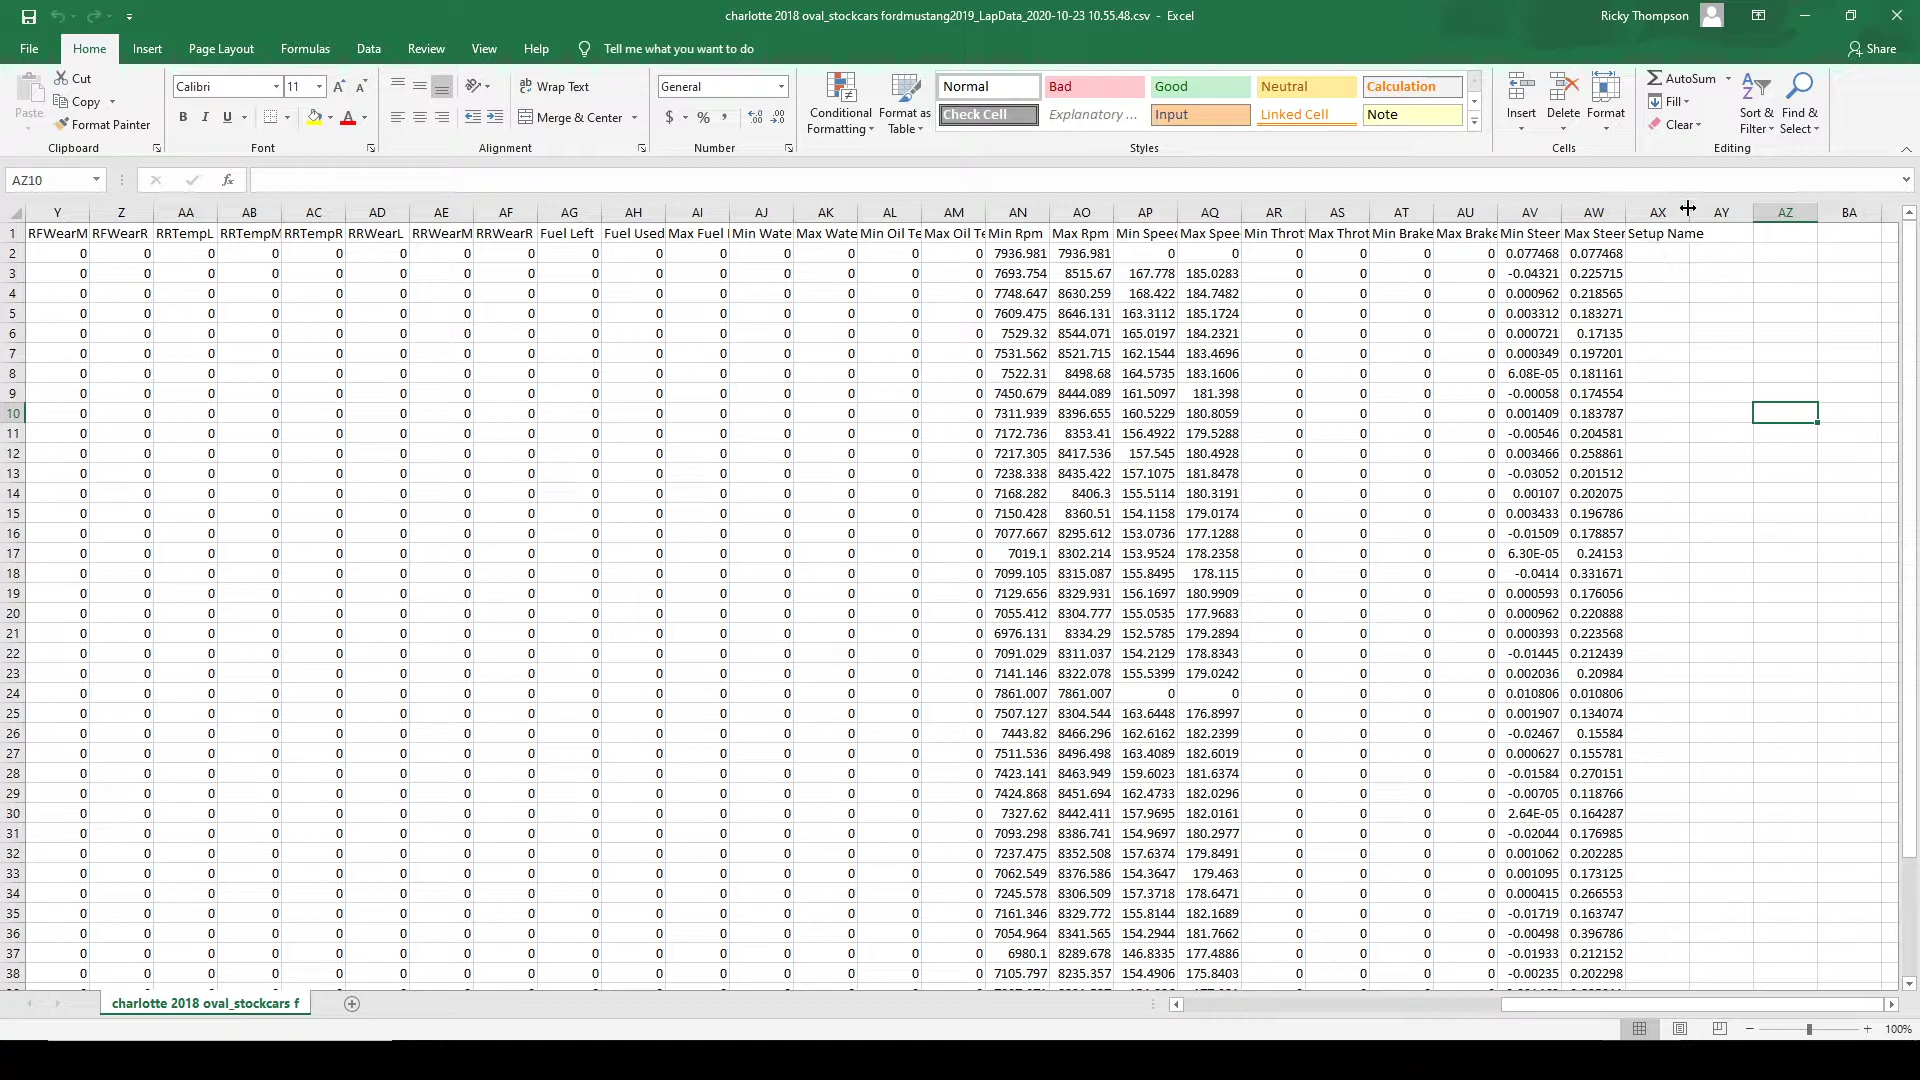 charlotte 2018 oval_stockcars fordmustang2019_LapData_2020-10-23 10.55.48.csv - Excel
Ricky Thompson
File Home Insert Page Layout Formulas Data Review View Help Tell me what you want to do Share
Paste Cut Copy Format Painter Clipboard
Calibri 11 A A B I U A Font
Wrap Text Merge & Center Alignment
General $ % , Number
Conditional Formatting Format as Table
Normal Bad Good Neutral Calculation
Check Cell Explanatory ... Input Linked Cell Note
Styles
Insert Delete Format Cells
AutoSum Fill Clear Sort & Filter Find & Select Editing
AZ10 fx
Y Z AA AB AC AD AE AF AG AH AI AJ AK AL AM AN AO AP AQ AR AS AT AU AV AW AX AY AZ BA
1 RFWearM RFWearR RRTempL RRTempM RRTempR RRWearL RRWearM RRWearR Fuel Left Fuel Used Max Fuel Min Wate Max Wate Min Oil Te Max Oil Te Min Rpm Max Rpm Min Speed Max Spee Min Throt Max Throt Min Brake Max Brake Min Steer Max Steer Setup Name
2 0 0 0 0 0 0 0 0 0 0 0 0 0 0 0 7936.981 7936.981 0 0 0 0 0 0 0.077468 0.077468
3 0 0 0 0 0 0 0 0 0 0 0 0 0 0 0 7693.754 8515.67 167.778 185.0283 0 0 0 0 -0.04321 0.225715
4 0 0 0 0 0 0 0 0 0 0 0 0 0 0 0 7748.647 8630.259 168.422 184.7482 0 0 0 0 0.000962 0.218565
5 0 0 0 0 0 0 0 0 0 0 0 0 0 0 0 7609.475 8646.131 163.3112 185.1724 0 0 0 0 0.003312 0.183271
6 0 0 0 0 0 0 0 0 0 0 0 0 0 0 0 7529.32 8544.071 165.0197 184.2321 0 0 0 0 0.000721 0.17135
7 0 0 0 0 0 0 0 0 0 0 0 0 0 0 0 7531.562 8521.715 162.1544 183.4696 0 0 0 0 0.000349 0.197201
8 0 0 0 0 0 0 0 0 0 0 0 0 0 0 0 7522.31 8498.68 164.5735 183.1606 0 0 0 0 6.08E-05 0.181161
9 0 0 0 0 0 0 0 0 0 0 0 0 0 0 0 7450.679 8444.089 161.5097 181.398 0 0 0 0 -0.00058 0.174554
10 0 0 0 0 0 0 0 0 0 0 0 0 0 0 0 7311.939 8396.655 160.5229 180.8059 0 0 0 0 0.001409 0.183787
11 0 0 0 0 0 0 0 0 0 0 0 0 0 0 0 7172.736 8353.41 156.4922 179.5288 0 0 0 0 -0.00546 0.204581
12 0 0 0 0 0 0 0 0 0 0 0 0 0 0 0 7217.305 8417.536 157.545 180.4928 0 0 0 0 0.003466 0.258861
13 0 0 0 0 0 0 0 0 0 0 0 0 0 0 0 7238.338 8435.422 157.1075 181.8478 0 0 0 0 -0.03052 0.201512
14 0 0 0 0 0 0 0 0 0 0 0 0 0 0 0 7168.282 8406.3 155.5114 180.3191 0 0 0 0 0.00107 0.202075
15 0 0 0 0 0 0 0 0 0 0 0 0 0 0 0 7150.428 8360.51 154.1158 179.0174 0 0 0 0 0.003433 0.196786
16 0 0 0 0 0 0 0 0 0 0 0 0 0 0 0 7077.667 8295.612 153.0736 177.1288 0 0 0 0 -0.01509 0.178857
17 0 0 0 0 0 0 0 0 0 0 0 0 0 0 0 7019.1 8302.214 153.9524 178.2358 0 0 0 0 6.30E-05 0.24153
18 0 0 0 0 0 0 0 0 0 0 0 0 0 0 0 7099.105 8315.087 155.8495 178.115 0 0 0 0 -0.0414 0.331671
19 0 0 0 0 0 0 0 0 0 0 0 0 0 0 0 7129.656 8329.931 156.1697 180.9909 0 0 0 0 0.000593 0.176056
20 0 0 0 0 0 0 0 0 0 0 0 0 0 0 0 7055.412 8304.777 155.0535 177.9683 0 0 0 0 0.000962 0.220888
21 0 0 0 0 0 0 0 0 0 0 0 0 0 0 0 6976.131 8334.29 152.5785 179.2894 0 0 0 0 0.000393 0.223568
22 0 0 0 0 0 0 0 0 0 0 0 0 0 0 0 7091.029 8311.037 154.2129 178.8343 0 0 0 0 -0.01445 0.212439
23 0 0 0 0 0 0 0 0 0 0 0 0 0 0 0 7141.146 8322.078 155.5399 179.0242 0 0 0 0 0.002036 0.20984
24 0 0 0 0 0 0 0 0 0 0 0 0 0 0 0 7861.007 7861.007 0 0 0 0 0 0 0.010806 0.010806
25 0 0 0 0 0 0 0 0 0 0 0 0 0 0 0 7507.127 8304.544 163.6448 176.8997 0 0 0 0 0.001907 0.134074
26 0 0 0 0 0 0 0 0 0 0 0 0 0 0 0 7443.82 8466.296 162.6162 182.2399 0 0 0 0 -0.02467 0.15584
27 0 0 0 0 0 0 0 0 0 0 0 0 0 0 0 7511.536 8496.498 163.4089 182.6019 0 0 0 0 0.000627 0.155781
28 0 0 0 0 0 0 0 0 0 0 0 0 0 0 0 7423.141 8463.949 159.6023 181.6374 0 0 0 0 -0.01584 0.270151
29 0 0 0 0 0 0 0 0 0 0 0 0 0 0 0 7424.868 8451.694 162.4733 182.0296 0 0 0 0 -0.00705 0.118766
30 0 0 0 0 0 0 0 0 0 0 0 0 0 0 0 7327.62 8442.411 157.9695 182.0161 0 0 0 0 2.64E-05 0.164287
31 0 0 0 0 0 0 0 0 0 0 0 0 0 0 0 7093.298 8386.741 154.9697 180.2977 0 0 0 0 -0.02044 0.176985
32 0 0 0 0 0 0 0 0 0 0 0 0 0 0 0 7237.475 8352.508 157.6374 179.8491 0 0 0 0 0.001062 0.202285
33 0 0 0 0 0 0 0 0 0 0 0 0 0 0 0 7062.549 8376.586 154.3647 179.463 0 0 0 0 0.001095 0.173125
34 0 0 0 0 0 0 0 0 0 0 0 0 0 0 0 7245.578 8306.509 157.3718 178.6471 0 0 0 0 0.000415 0.266553
35 0 0 0 0 0 0 0 0 0 0 0 0 0 0 0 7161.346 8329.772 155.8144 182.1689 0 0 0 0 -0.01719 0.163747
36 0 0 0 0 0 0 0 0 0 0 0 0 0 0 0 7054.964 8341.565 154.2944 181.7662 0 0 0 0 -0.00498 0.396786
37 0 0 0 0 0 0 0 0 0 0 0 0 0 0 0 6980.1 8289.678 146.8335 177.4886 0 0 0 0 -0.01933 0.212152
38 0 0 0 0 0 0 0 0 0 0 0 0 0 0 0 7105.797 8235.357 154.4906 175.8403 0 0 0 0 -0.00235 0.202298
charlotte 2018 oval_stockcars f
100%